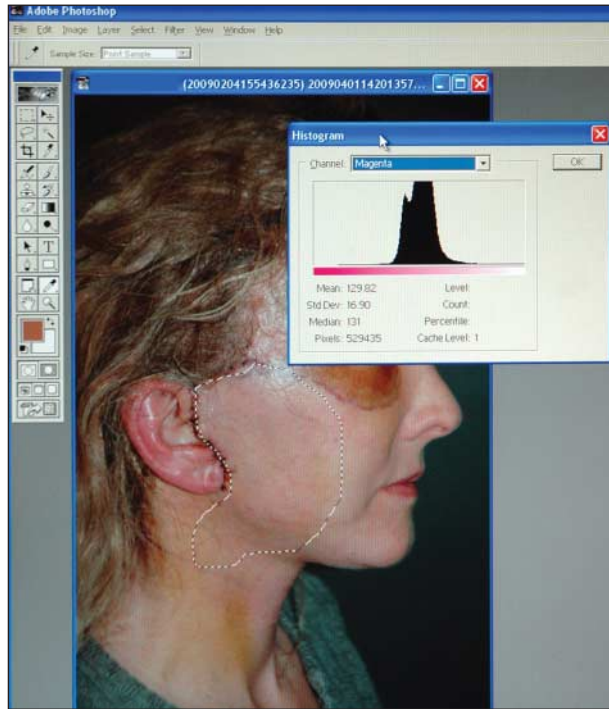 Adobe Photoshop
File Edit Image Layer Select Filter View Window Help
Sample Size: Point Sample
(20090204155436235) 2009040114201357...
Histogram
Channel: Magenta
OK
Mean: 129.82 Level:
Std Dev: 16.90 Count:
Median: 131 Percentile:
Pixels: 529435 Cache Level: 1
T